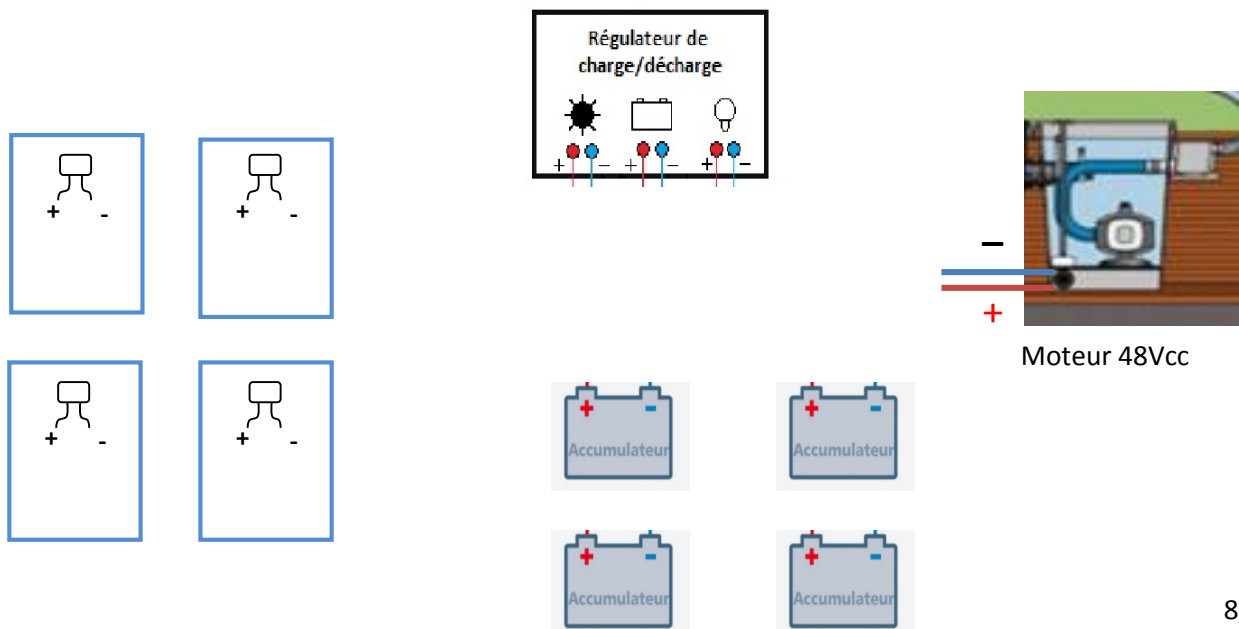 Régulateur de
charge/décharge
+ − + − + −
+ -
+ -
−
+
Moteur 48Vcc
+ -
+ -
+ -
Accumulateur
+ -
Accumulateur
+ -
Accumulateur
+ -
Accumulateur
8